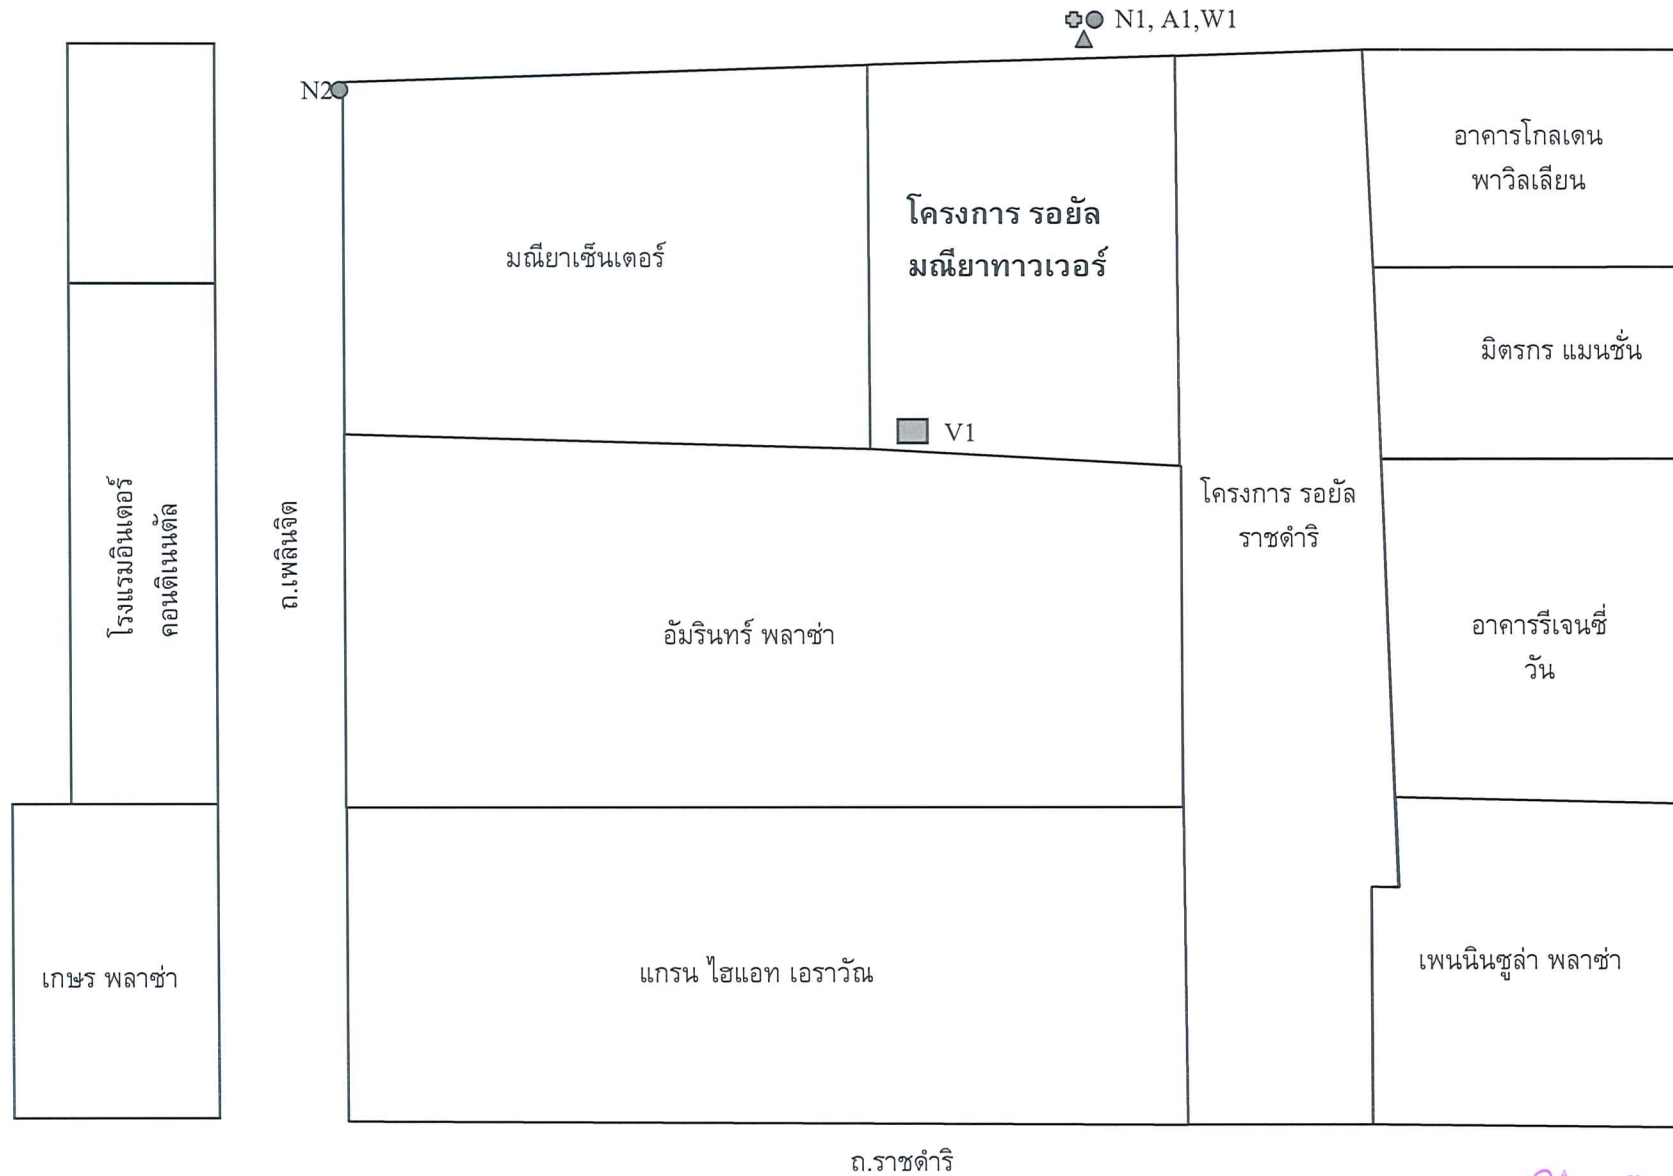 N1, A1,W1
N2
อาคารโกลเดน
พาวิลเลียน
โครงการ รอยัล
มณียาทาวเวอร์
มณียาเซ็นเตอร์
มิตรกร แมนชั่น
V1
โรงแรมอินเตอร์
คอนติเนนตัล
ถ.เพลินจิต
โครงการ รอยัล
ราชดำริ
อัมรินทร์ พลาซ่า
อาคารรีเจนซี่
วัน
เกษร พลาซ่า
แกรน ไฮแอท เอราวัณ
เพนนินซูล่า พลาซ่า
ถ.ราชดำริ